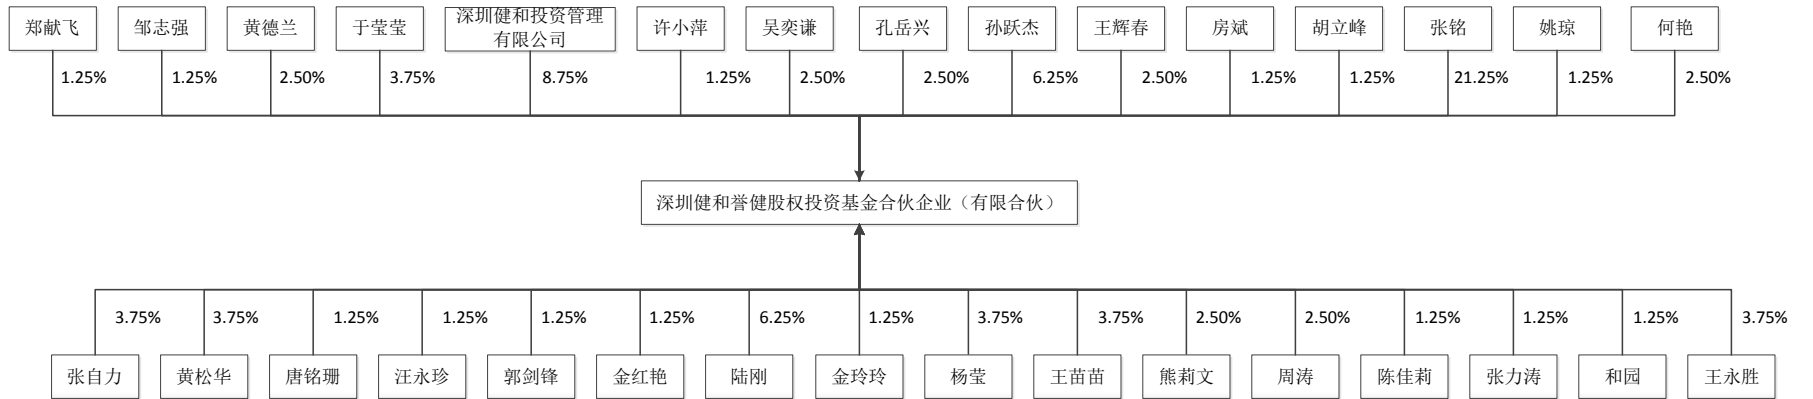 郑献飞
邹志强
黄德兰
于莹莹
深圳健和投资管理
有限公司
许小萍
吴奕谦
孔岳兴
孙跃杰
王辉春
房斌
胡立峰
张铭
姚琼
何艳
1.25%
1.25%
2.50%
3.75%
8.75%
1.25%
2.50%
2.50%
6.25%
2.50%
1.25%
1.25%
21.25%
1.25%
2.50%
深圳健和誉健股权投资基金合伙企业（有限合伙）
3.75%
3.75%
1.25%
1.25%
1.25%
1.25%
6.25%
1.25%
3.75%
3.75%
2.50%
2.50%
1.25%
1.25%
1.25%
3.75%
张自力
黄松华
唐铭珊
汪永珍
郭剑锋
金红艳
陆刚
金玲玲
杨莹
王苗苗
熊莉文
周涛
陈佳莉
张力涛
和园
王永胜